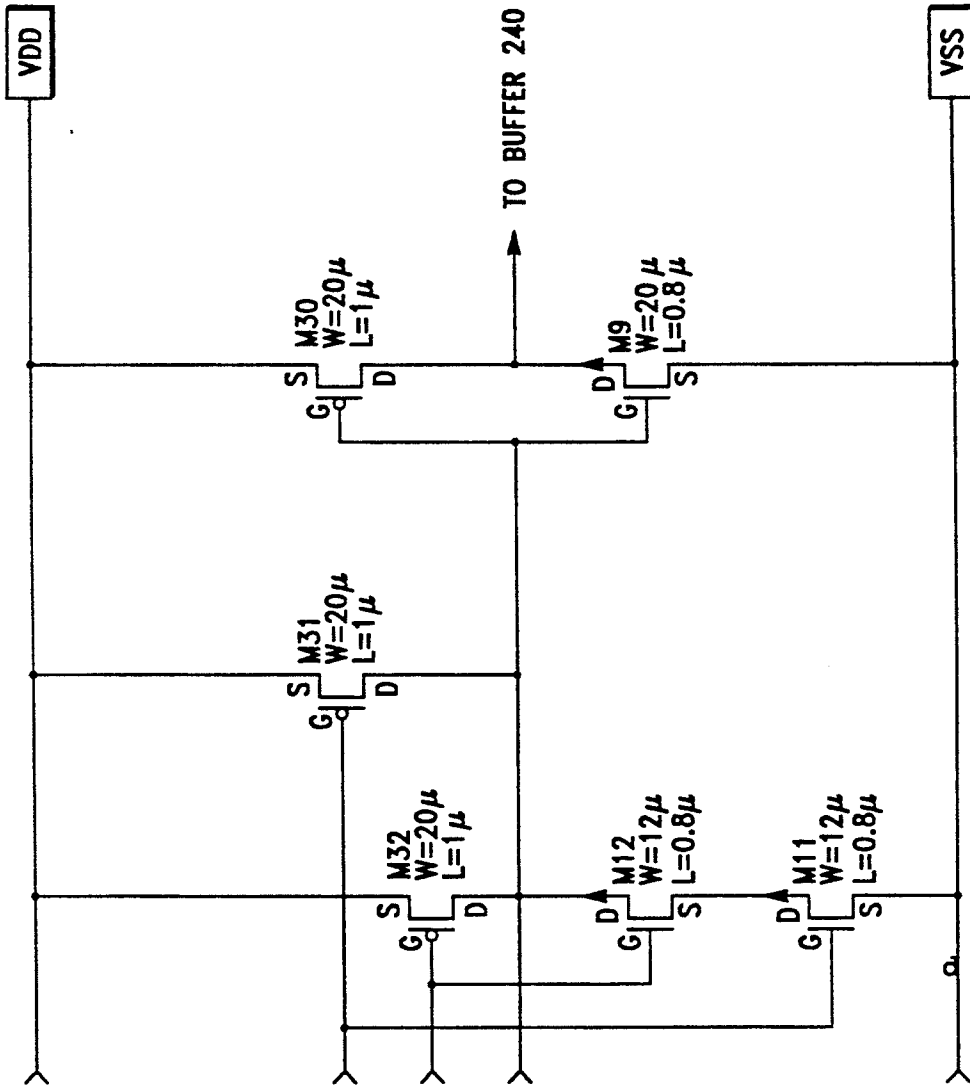 VDD
M30
W=20μ
L=1μ
S
G
D
TO BUFFER 240
M9
W=20μ
L=0.8μ
D
G
S
VSS
M31
W=20μ
L=1μ
S
G
D
M32
W=20μ
L=1μ
S
G
D
M12
W=12μ
L=0.8μ
D
G
S
M11
W=12μ
L=0.8μ
D
G
S